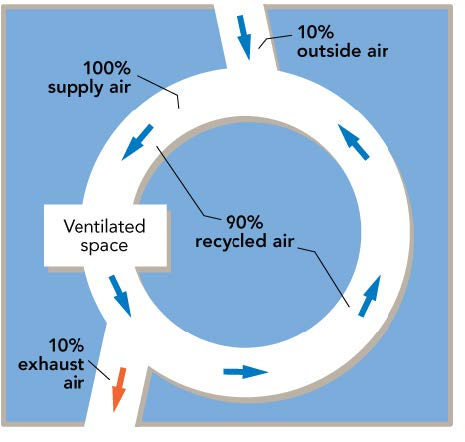 10%
outside air
100%
supply air
Ventilated
space
90%
recycled air
10%
exhaust
air